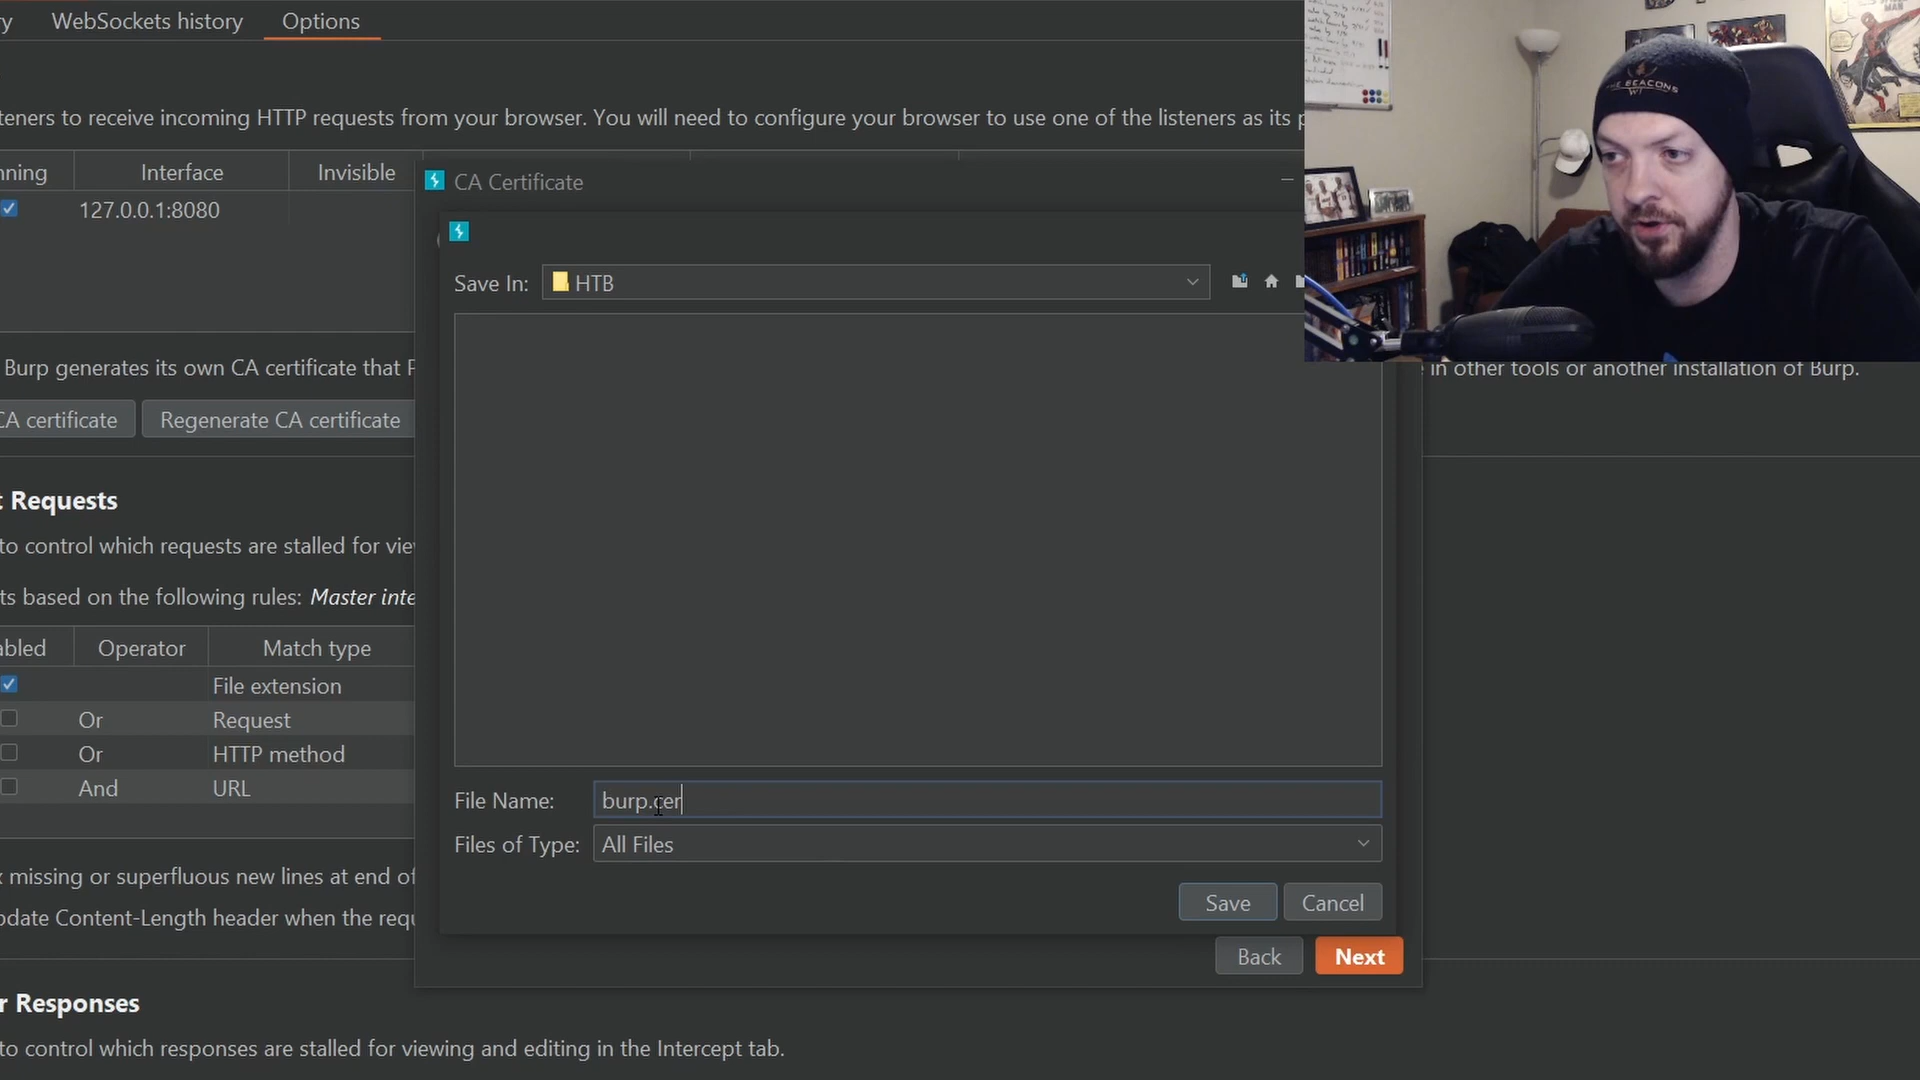 y WebSockets history Options
teners to receive incoming HTTP requests from your browser. You will need to configure your browser to use one of the listeners as its p
nning Interface Invisible
127.0.0.1:8080
CA Certificate
Save In: HTB
Burp generates its own CA certificate that P
in other tools or another installation of Burp.
CA certificate Regenerate CA certificate
t Requests
to control which requests are stalled for vie
ts based on the following rules: Master inte
abled Operator Match type
File extension
Or Request
Or HTTP method
And URL
File Name: burp.cer
Files of Type: All Files
Save Cancel
Back Next
x missing or superfluous new lines at end of
pdate Content-Length header when the requ
r Responses
to control which responses are stalled for viewing and editing in the Intercept tab.
THE BEACONS
WI